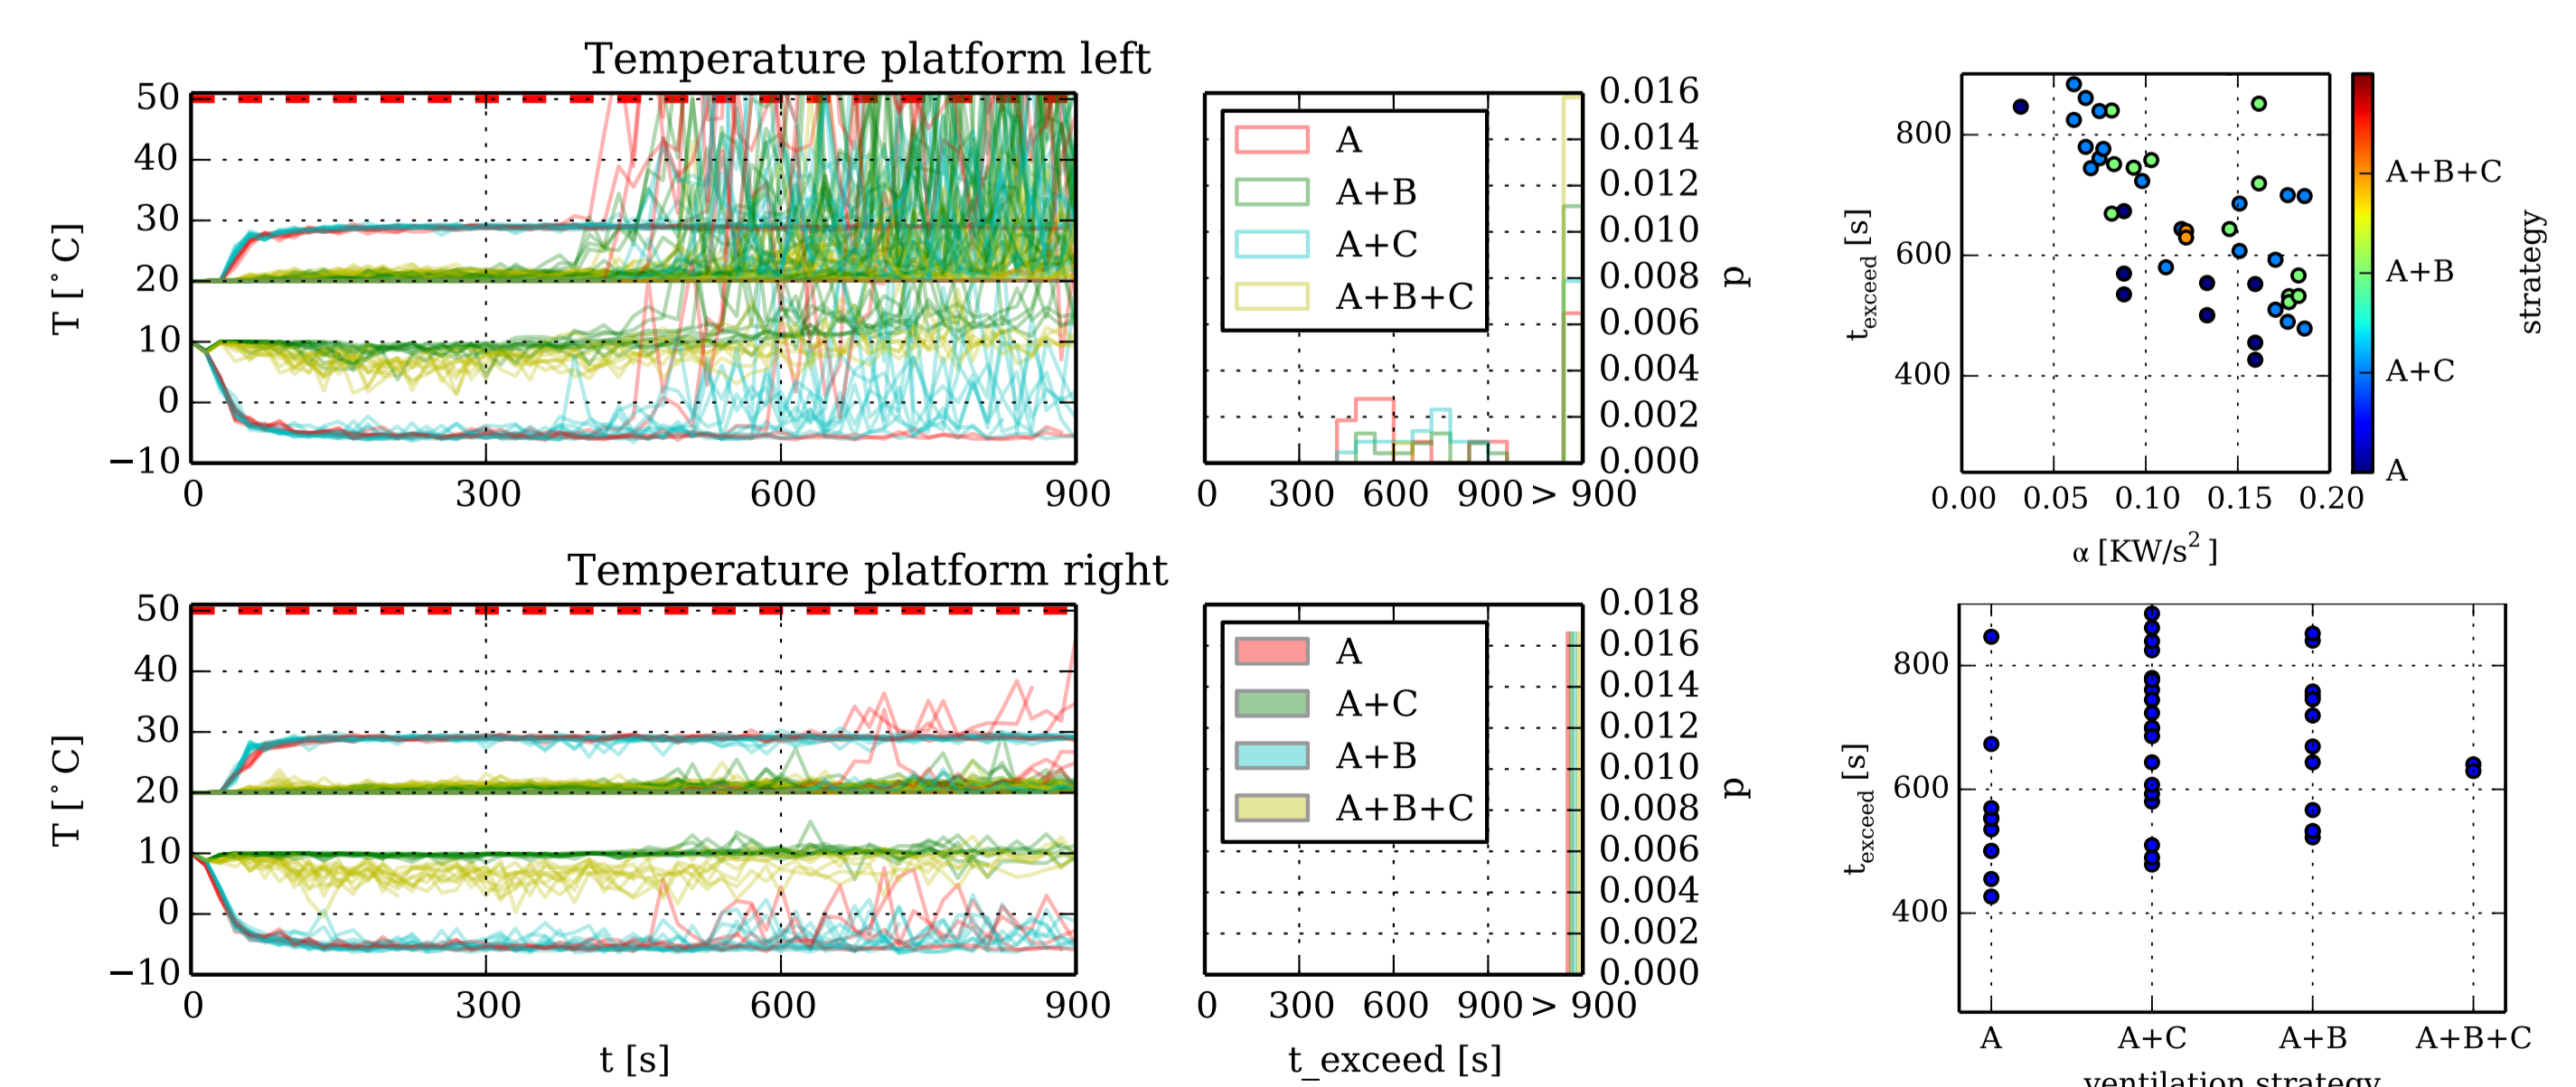 Temperature platform left
50
40
30
20
10
0
−10
T [°C]
0 300 600 900
A
A+B
A+C
A+B+C
0.016
0.014
0.012
0.010
0.008
0.006
0.004
0.002
0.000
p
0 300 600 900 > 900
800
600
400
t_exceed [s]
0.00 0.05 0.10 0.15 0.20
α [KW/s²]
A+B+C
A+B
A+C
A
strategy
Temperature platform right
50
40
30
20
10
0
−10
T [°C]
0 300 600 900
t [s]
A
A+C
A+B
A+B+C
0.018
0.016
0.014
0.012
0.010
0.008
0.006
0.004
0.002
0.000
p
0 300 600 900 > 900
t_exceed [s]
800
600
400
t_exceed [s]
A A+C A+B A+B+C
ventilation strategy